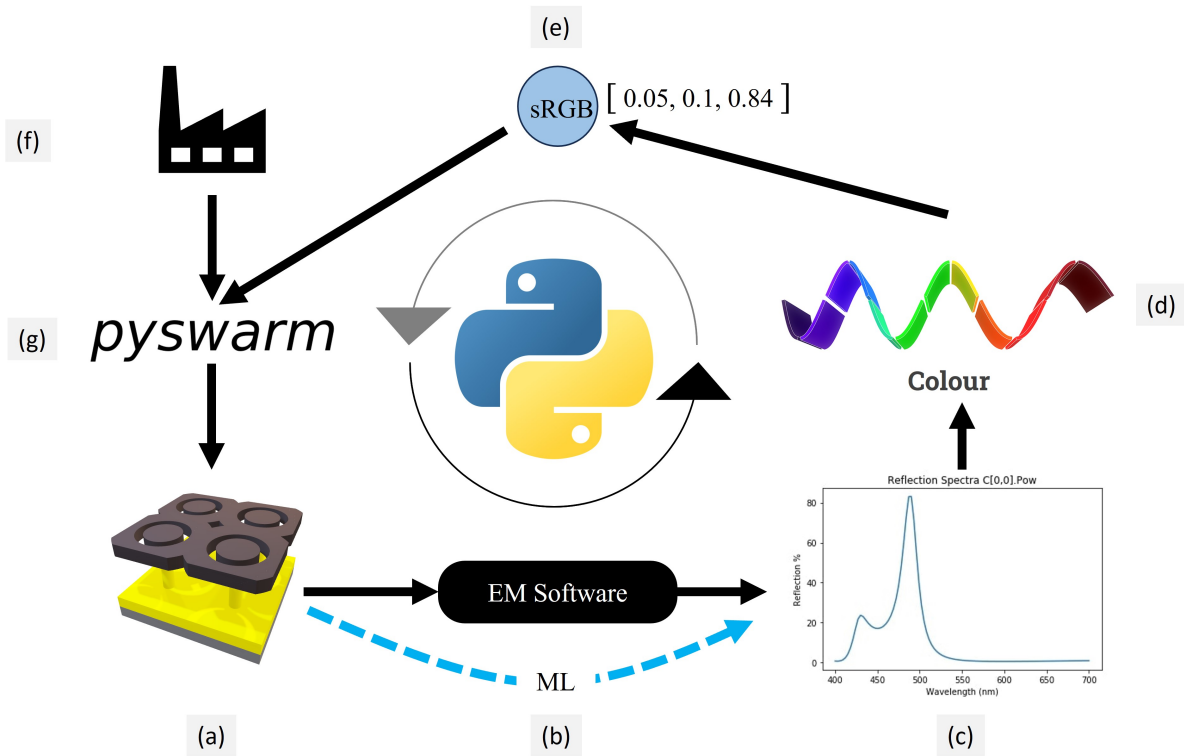 (e)
sRGB [ 0.05, 0.1, 0.84 ]
(f)
(g)
pyswarm
(d)
Colour
Reflection Spectra C[0,0].Pow
Reflection %
80
60
40
20
0
400 450 500 550 600 650 700
Wavelength (nm)
EM Software
ML
(a)
(b)
(c)